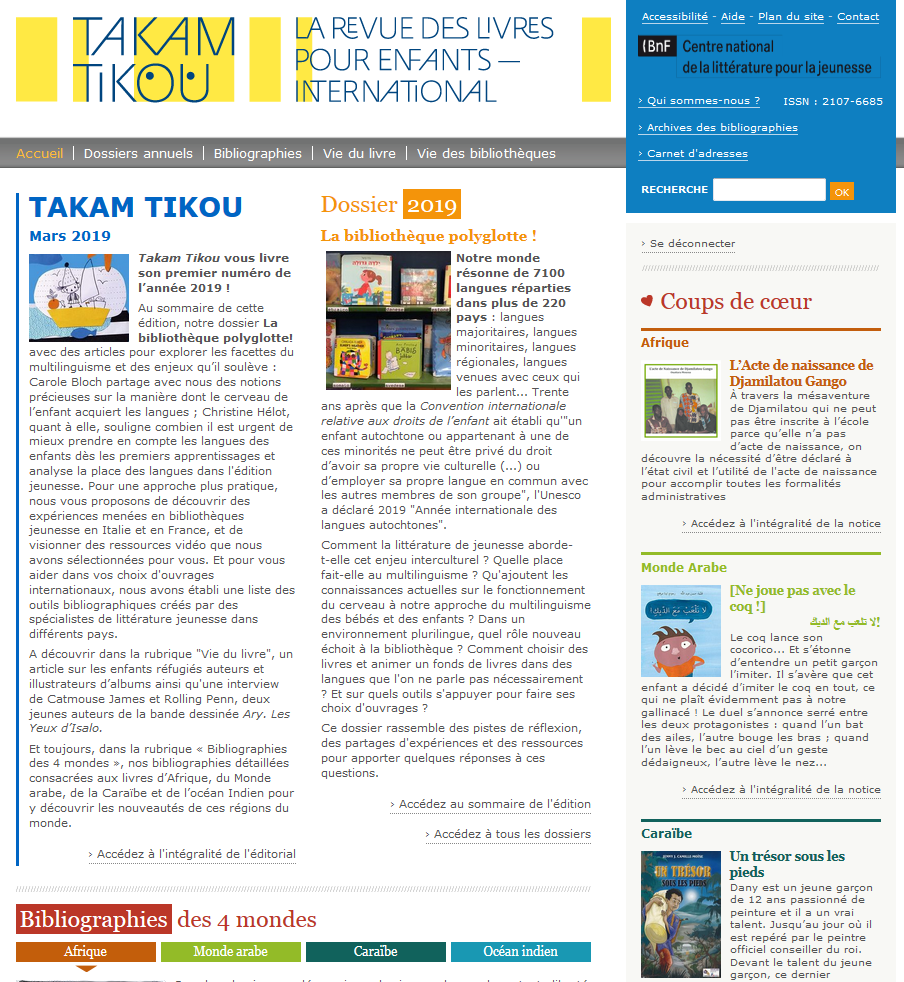 TAKAM
TIKOU
LA REVUE DES LIVRES
POUR ENFANTS —
INTERNATIONAL
Accessibilité - Aide - Plan du site - Contact
(BnF Centre national
de la littérature pour la jeunesse
› Qui sommes-nous ? ISSN : 2107-6685
› Archives des bibliographies
› Carnet d'adresses
RECHERCHE OK
Accueil | Dossiers annuels | Bibliographies | Vie du livre | Vie des bibliothèques
TAKAM TIKOU
Mars 2019
Takam Tikou vous livre
son premier numéro de
l’année 2019 !
Au sommaire de cette
édition, notre dossier La
bibliothèque polyglotte!
avec des articles pour explorer les facettes du
multilinguisme et des enjeux qu’il soulève :
Carole Bloch partage avec nous des notions
précieuses sur la manière dont le cerveau de
l’enfant acquiert les langues ; Christine Hélot,
quant à elle, souligne combien il est urgent de
mieux prendre en compte les langues des
enfants dès les premiers apprentissages et
analyse la place des langues dans l'édition
jeunesse. Pour une approche plus pratique,
nous vous proposons de découvrir des
expériences menées en bibliothèques
jeunesse en Italie et en France, et de
visionner des ressources vidéo que nous
avons sélectionnées pour vous. Et pour vous
aider dans vos choix d'ouvrages
internationaux, nous avons établi une liste des
outils bibliographiques créés par des
spécialistes de littérature jeunesse dans
différents pays.
A découvrir dans la rubrique "Vie du livre", un
article sur les enfants réfugiés auteurs et
illustrateurs d’albums ainsi qu'une interview
de Catmouse James et Rolling Penn, deux
jeunes auteurs de la bande dessinée Ary. Les
Yeux d’Isalo.
Et toujours, dans la rubrique « Bibliographies
des 4 mondes », nos bibliographies détaillées
consacrées aux livres d’Afrique, du Monde
arabe, de la Caraïbe et de l’océan Indien pour
y découvrir les nouveautés de ces régions du
monde.
› Accédez à l'intégralité de l'éditorial
Dossier 2019
La bibliothèque polyglotte !
Notre monde
résonne de 7100
langues réparties
dans plus de 220
pays : langues
majoritaires, langues
minoritaires, langues
régionales, langues
venues avec ceux qui
les parlent... Trente
ans après que la Convention internationale
relative aux droits de l’enfant ait établi qu'"un
enfant autochtone ou appartenant à une de
ces minorités ne peut être privé du droit
d’avoir sa propre vie culturelle (...) ou
d’employer sa propre langue en commun avec
les autres membres de son groupe", l'Unesco
a déclaré 2019 "Année internationale des
langues autochtones".
Comment la littérature de jeunesse aborde-
t-elle cet enjeu interculturel ? Quelle place
fait-elle au multilinguisme ? Qu'ajoutent les
connaissances actuelles sur le fonctionnement
du cerveau à notre approche du multilinguisme
des bébés et des enfants ? Dans un
environnement plurilingue, quel rôle nouveau
échoit à la bibliothèque ? Comment choisir des
livres et animer un fonds de livres dans des
langues que l'on ne parle pas nécessairement
? Et sur quels outils s'appuyer pour faire ses
choix d'ouvrages ?
Ce dossier rassemble des pistes de réflexion,
des partages d'expériences et des ressources
pour apporter quelques réponses à ces
questions.
› Accédez au sommaire de l'édition
› Accédez à tous les dossiers
› Se déconnecter
Coups de cœur
Afrique
L’Acte de naissance de
Djamilatou Gango
À travers la mésaventure
de Djamilatou qui ne peut
pas être inscrite à l’école
parce qu’elle n’a pas
d’acte de naissance, on
découvre la nécessité d’être déclaré à
l’état civil et l’utilité de l'acte de naissance
pour accomplir toutes les formalités
administratives
› Accédez à l'intégralité de la notice
Monde Arabe
[Ne joue pas avec le
coq !]
لا تلعب مع الديك!
Le coq lance son
cocorico... Et s’étonne
d’entendre un petit garçon
l’imiter. Il s’avère que cet
enfant a décidé d’imiter le coq en tout, ce
qui ne plaît évidemment pas à notre
gallinacé ! Le duel s’annonce serré entre
les deux protagonistes : quand l’un bat
des ailes, l’autre bouge les bras ; quand
l’un lève le bec au ciel d’un geste
dédaigneux, l’autre lève le nez...
› Accédez à l'intégralité de la notice
Caraïbe
UN TRÉSOR
SOUS LES PIEDS
Un trésor sous les
pieds
Dany est un jeune garçon
de 12 ans passionné de
peinture et il a un vrai
talent. Jusqu’au jour où il
est repéré par le peintre
officiel conseiller du roi.
Devant le talent du jeune
garçon, ce dernier
Bibliographies des 4 mondes
Afrique Monde arabe Caraïbe Océan indien